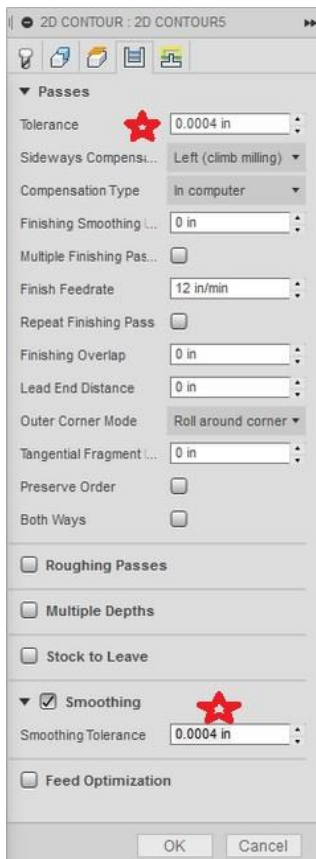 2D CONTOUR : 2D CONTOUR5
Passes
Tolerance 0.0004 in
Sideways Compensa... Left (climb milling)
Compensation Type In computer
Finishing Smoothing ... 0 in
Multiple Finishing Pas... 
Finish Feedrate 12 in/min
Repeat Finishing Pass
Finishing Overlap 0 in
Lead End Distance 0 in
Outer Corner Mode Roll around corner
Tangential Fragment ... 0 in
Preserve Order
Both Ways
Roughing Passes
Multiple Depths
Stock to Leave
Smoothing
Smoothing Tolerance 0.0004 in
Feed Optimization
OK Cancel